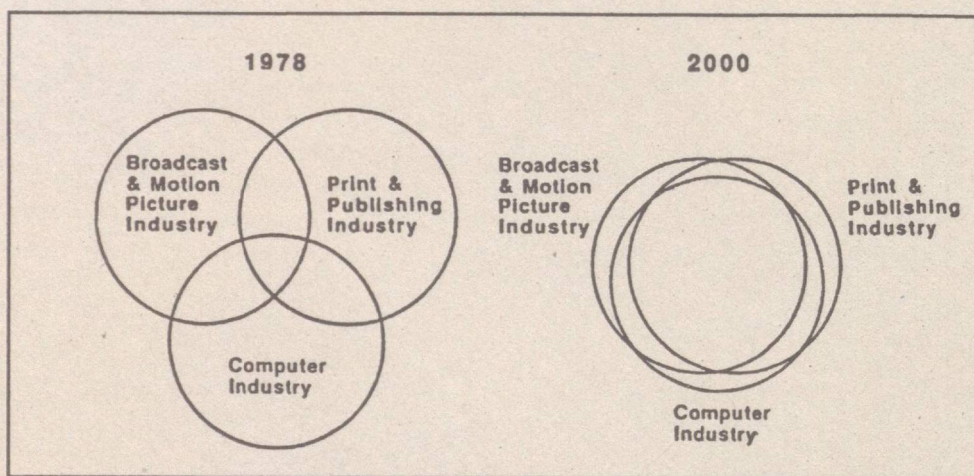 1978
Broadcast
& Motion
Picture
Industry
Print &
Publishing
Industry
Computer
Industry
2000
Broadcast
& Motion
Picture
Industry
Print &
Publishing
Industry
Computer
Industry